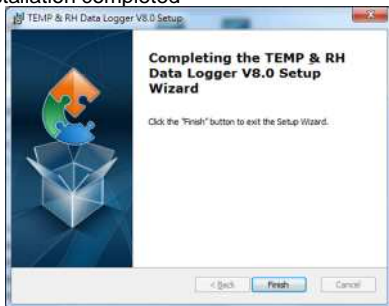 tallation completed
TEMP & RH Data Logger V8.0 Setup
Completing the TEMP & RH
Data Logger V8.0 Setup
Wizard
Click the "Finish" button to exit the Setup Wizard.
< Back Finish Cancel